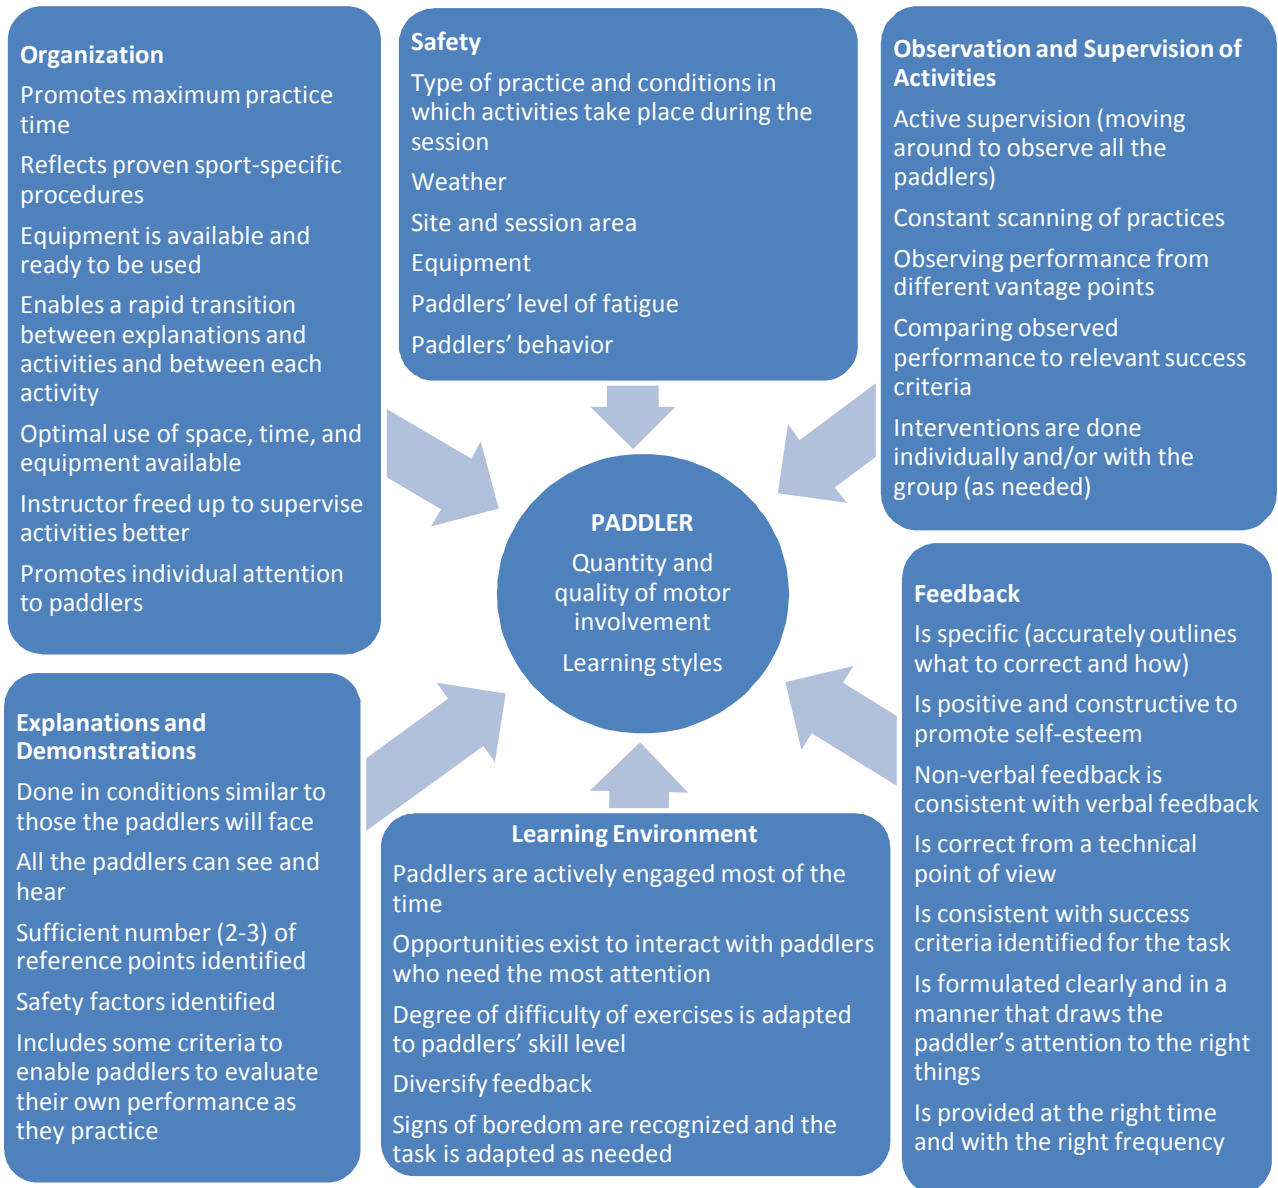 Organization
Promotes maximum practice
time
Reflects proven sport-specific
procedures
Equipment is available and
ready to be used
Enables a rapid transition
between explanations and
activities and between each
activity
Optimal use of space, time, and
equipment available
Instructor freed up to supervise
activities better
Promotes individual attention
to paddlers
Safety
Type of practice and conditions in
which activities take place during the
session
Weather
Site and session area
Equipment
Paddlers' level of fatigue
Paddlers' behavior
Observation and Supervision of
Activities
Active supervision (moving
around to observe all the
paddlers)
Constant scanning of practices
Observing performance from
different vantage points
Comparing observed
performance to relevant success
criteria
Interventions are done
individually and/or with the
group (as needed)
PADDLER
Quantity and
quality of motor
involvement
Learning styles
Explanations and
Demonstrations
Done in conditions similar to
those the paddlers will face
All the paddlers can see and
hear
Sufficient number (2-3) of
reference points identified
Safety factors identified
Includes some criteria to
enable paddlers to evaluate
their own performance as
they practice
Learning Environment
Paddlers are actively engaged most of the
time
Opportunities exist to interact with paddlers
who need the most attention
Degree of difficulty of exercises is adapted
to paddlers' skill level
Diversify feedback
Signs of boredom are recognized and the
task is adapted as needed
Feedback
Is specific (accurately outlines
what to correct and how)
Is positive and constructive to
promote self-esteem
Non-verbal feedback is
consistent with verbal feedback
Is correct from a technical
point of view
Is consistent with success
criteria identified for the task
Is formulated clearly and in a
manner that draws the
paddler's attention to the right
things
Is provided at the right time
and with the right frequency